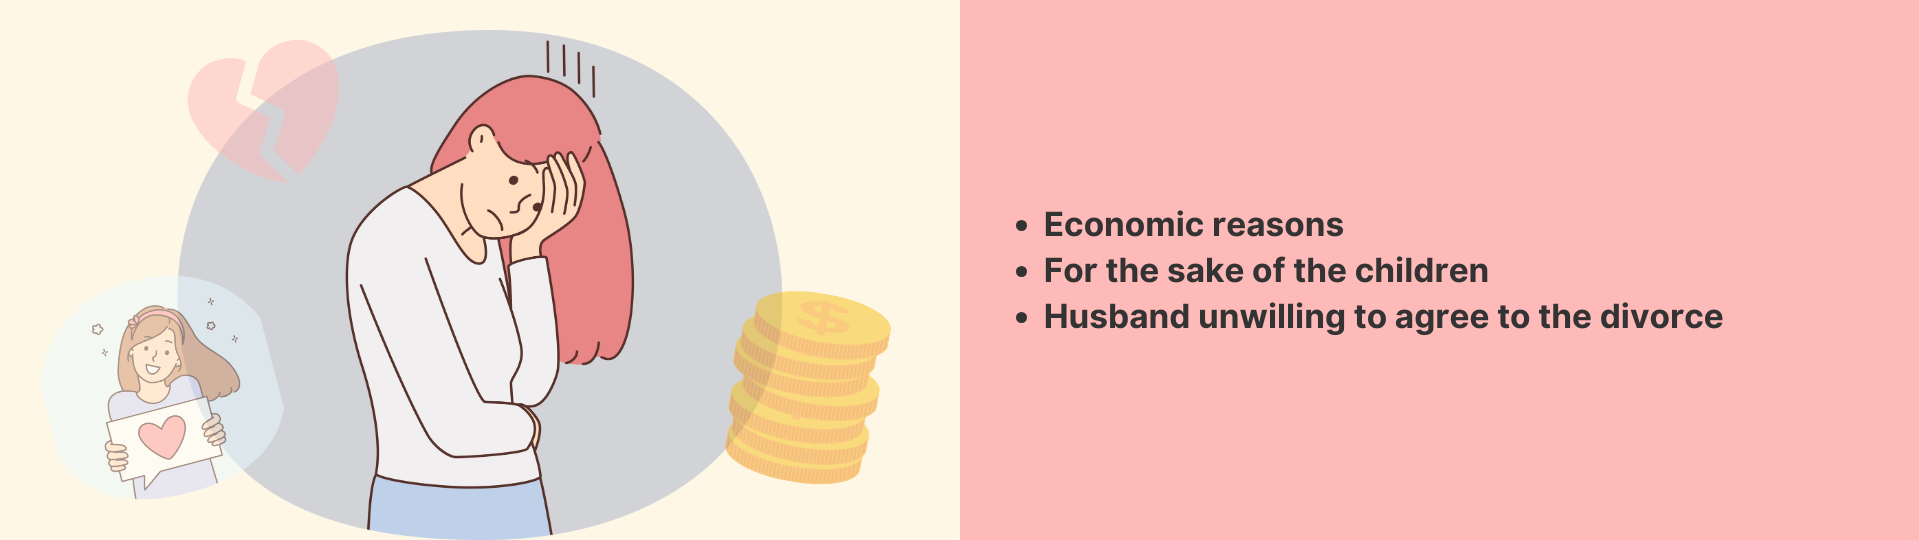 Economic reasons
For the sake of the children
Husband unwilling to agree to the divorce
$